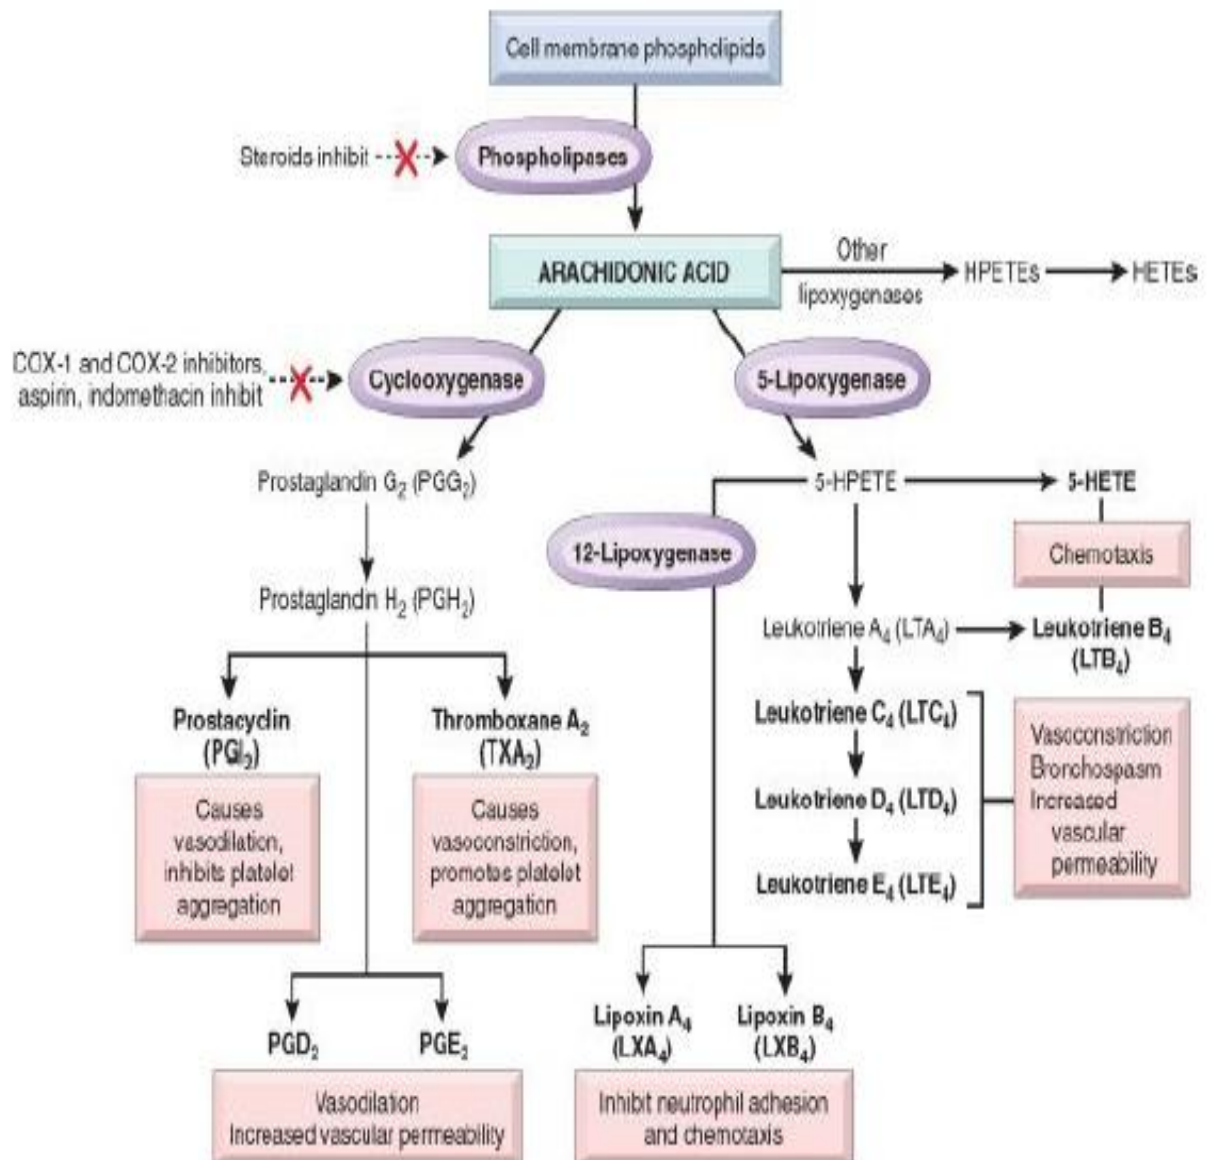 Cell membrane phospholipids
Steroids inhibit
Phospholipases
ARACHIDONIC ACID
Other
lipoxygenases
HPETEs
HETEs
COX-1 and COX-2 inhibitors,
aspirin, indomethacin inhibit
Cyclooxygenase
5-Lipoxygenase
Prostaglandin G₂ (PGG₂)
5-HPETE
5-HETE
12-Lipoxygenase
Chemotaxis
Prostaglandin H₂ (PGH₂)
Leukotriene A₄ (LTA₄)
Leukotriene B₄
(LTB₄)
Prostacyclin
(PGI₂)
Thromboxane A₂
(TXA₂)
Leukotriene C₄ (LTC₄)
Leukotriene D₄ (LTD₄)
Leukotriene E₄ (LTE₄)
Vasoconstriction
Bronchospasm
Increased
vascular
permeability
Causes
vasodilation,
inhibits platelet
aggregation
Causes
vasoconstriction,
promotes platelet
aggregation
PGD₂
PGE₂
Lipoxin A₄
(LXA₄)
Lipoxin B₄
(LXB₄)
Vasodilation
Increased vascular permeability
Inhibit neutrophil adhesion
and chemotaxis